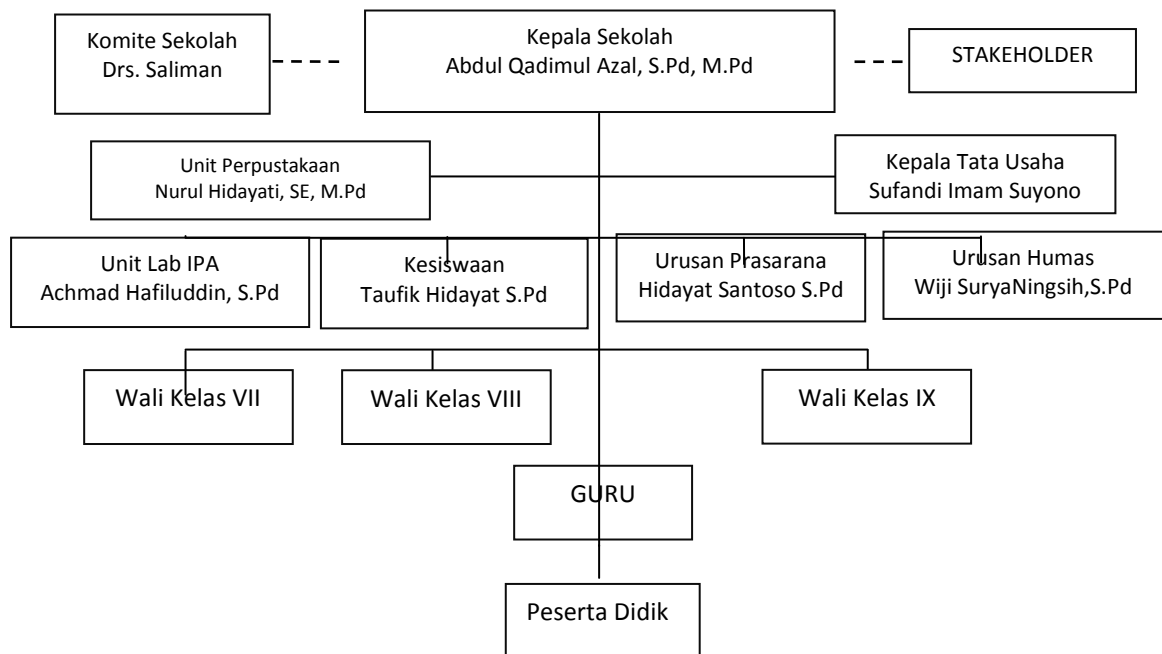 Komite Sekolah
Drs. Saliman
Kepala Sekolah
Abdul Qadimul Azal, S.Pd, M.Pd
STAKEHOLDER
Unit Perpustakaan
Nurul Hidayati, SE, M.Pd
Kepala Tata Usaha
Sufandi Imam Suyono
Unit Lab IPA
Achmad Hafiluddin, S.Pd
Kesiswaan
Taufik Hidayat S.Pd
Urusan Prasarana
Hidayat Santoso S.Pd
Urusan Humas
Wiji SuryaNingsih,S.Pd
Wali Kelas VII
Wali Kelas VIII
Wali Kelas IX
GURU
Peserta Didik